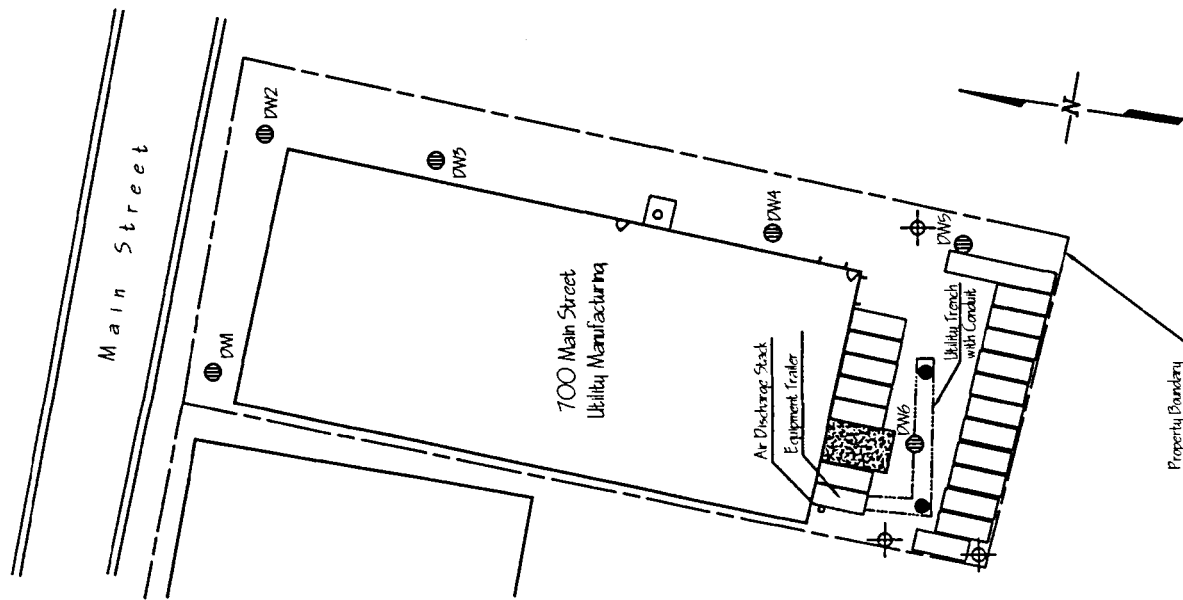 Main Street
DW2
DW1
DW3
700 Main Street
Utility Manufacturing
DW4
DW5
Air Discharge Stack
Equipment Trailer
DW6
Utility Trench
with Conduit
N
Property Boundary